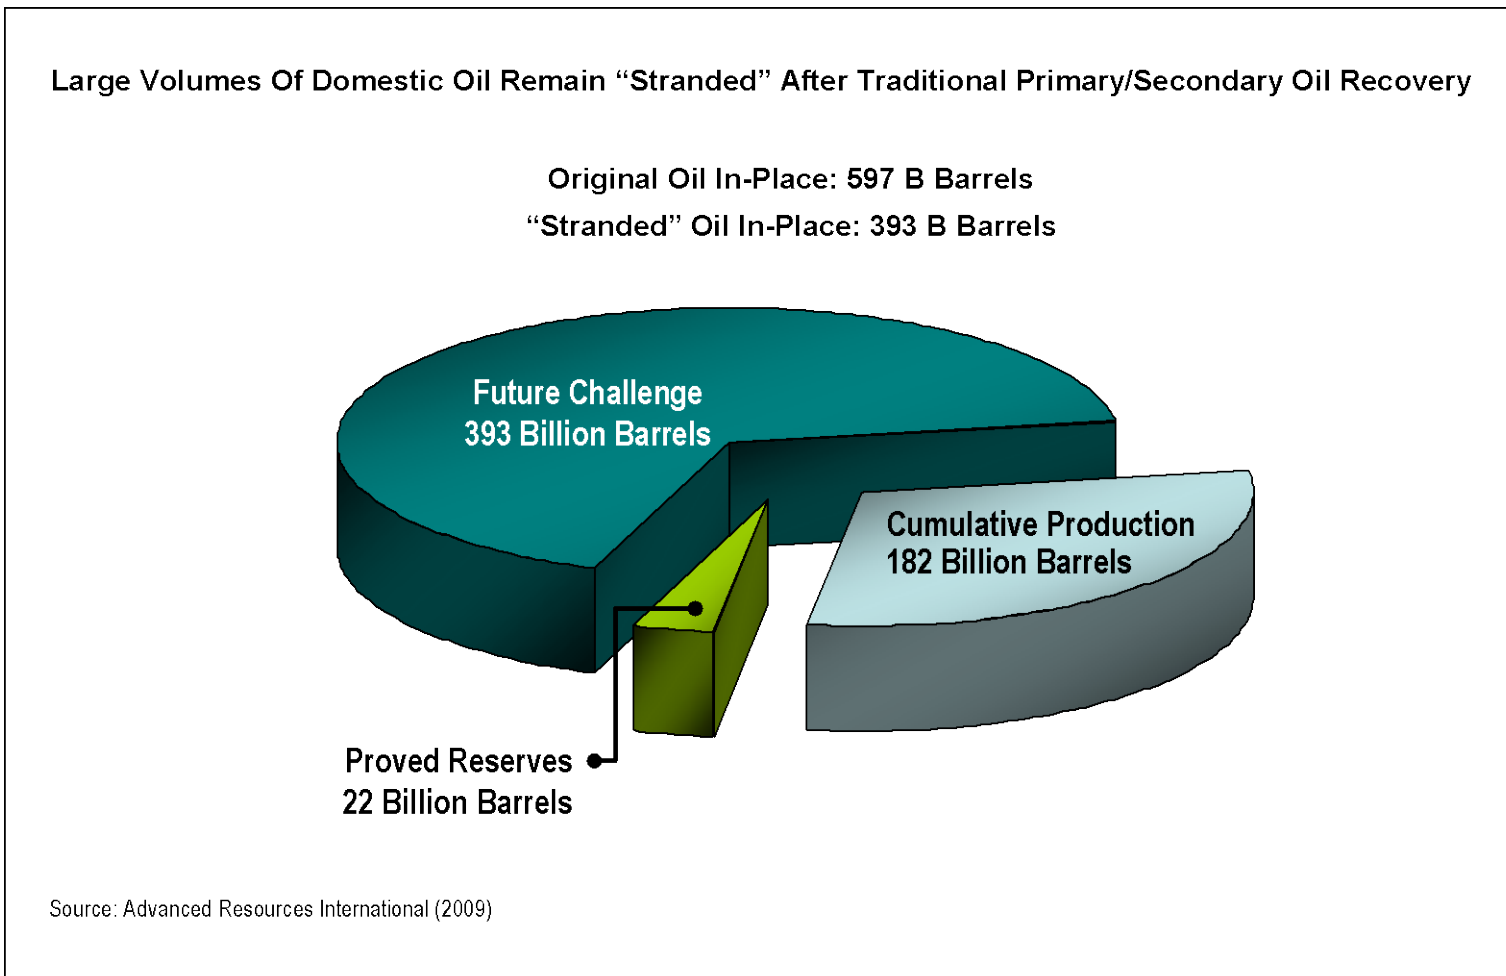 Large Volumes Of Domestic Oil Remain “Stranded” After Traditional Primary/Secondary Oil Recovery
Original Oil In-Place: 597 B Barrels
“Stranded” Oil In-Place: 393 B Barrels
Future Challenge
393 Billion Barrels
Cumulative Production
182 Billion Barrels
Proved Reserves
22 Billion Barrels
Source: Advanced Resources International (2009)